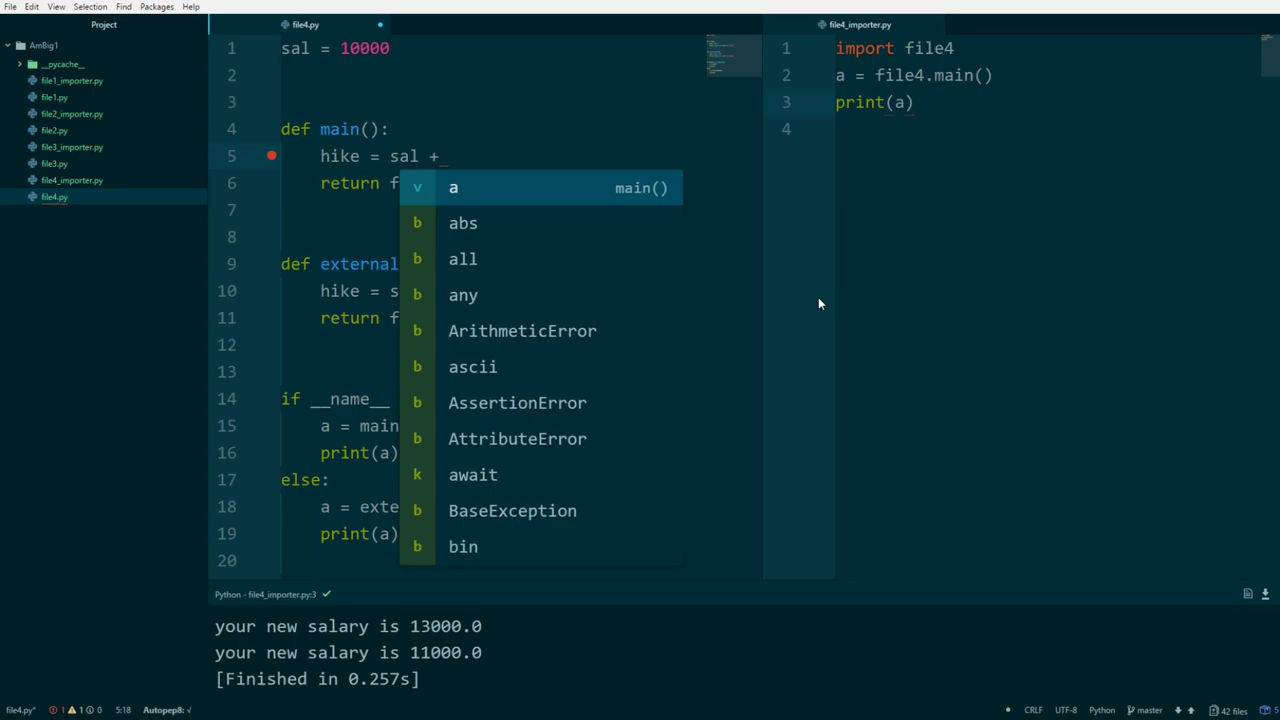 File Edit View Selection Find Packages Help
Project
AmBig1
__pycache__
file1_importer.py
file1.py
file2_importer.py
file2.py
file3_importer.py
file3.py
file4_importer.py
file4.py
file4.py
1 sal = 10000
2
3
4 def main():
5 hike = sal +
6 return f
7
8
9 def external
10 hike = s
11 return f
12
13
14 if __name__
15 a = main
16 print(a)
17 else:
18 a = exte
19 print(a)
20
v a main()
b abs
b all
b any
b ArithmeticError
b ascii
b AssertionError
b AttributeError
k await
b BaseException
b bin
file4_importer.py
1 import file4
2 a = file4.main()
3 print(a)
4
Python - file4_importer.py:3
your new salary is 13000.0
your new salary is 11000.0
[Finished in 0.257s]
file4.py* 1 1 0 5:18 Autopep8: √ CRLF UTF-8 Python master 42 files 5